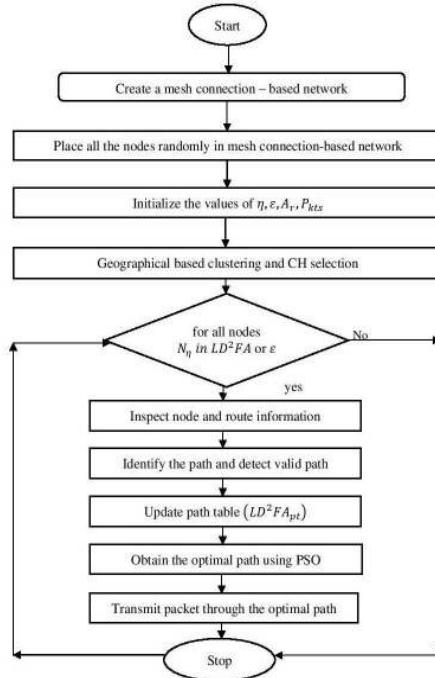 Start
Create a mesh connection – based network
Place all the nodes randomly in mesh connection-based network
Initialize the values of η, ε, A_r, P_kts
Geographical based clustering and CH selection
for all nodes
N_η in LD²FA or ε
No
yes
Inspect node and route information
Identify the path and detect valid path
Update path table (LD²FA_pt)
Obtain the optimal path using PSO
Transmit packet through the optimal path
Stop